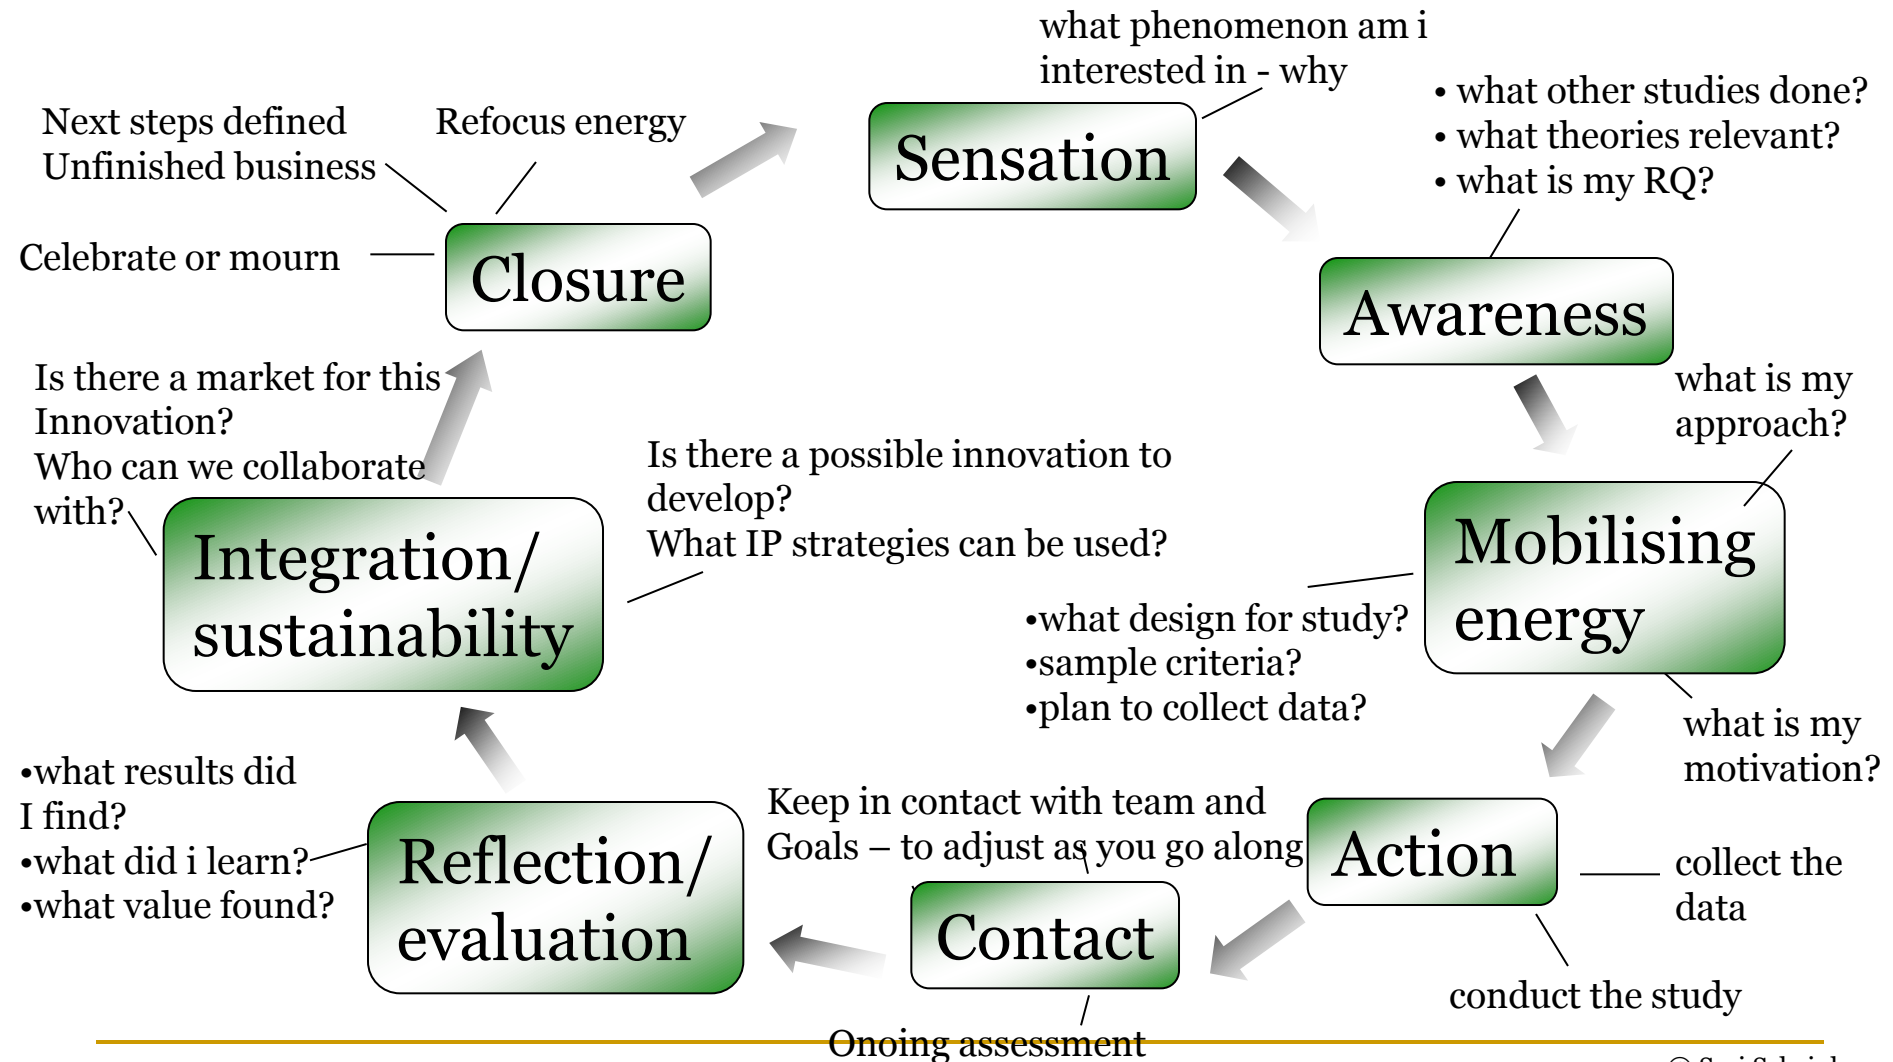 what phenomenon am i
interested in - why
Sensation
• what other studies done?
• what theories relevant?
• what is my RQ?
Awareness
what is my
approach?
Mobilising
energy
•what design for study?
•sample criteria?
•plan to collect data?
what is my
motivation?
Action
collect the
data
conduct the study
Keep in contact with team and
Goals – to adjust as you go along
Contact
Onoing assessment
Reflection/
evaluation
•what results did
I find?
•what did i learn?
•what value found?
Integration/
sustainability
Is there a possible innovation to
develop?
What IP strategies can be used?
Is there a market for this
Innovation?
Who can we collaborate
with?
Closure
Celebrate or mourn
Next steps defined
Unfinished business
Refocus energy